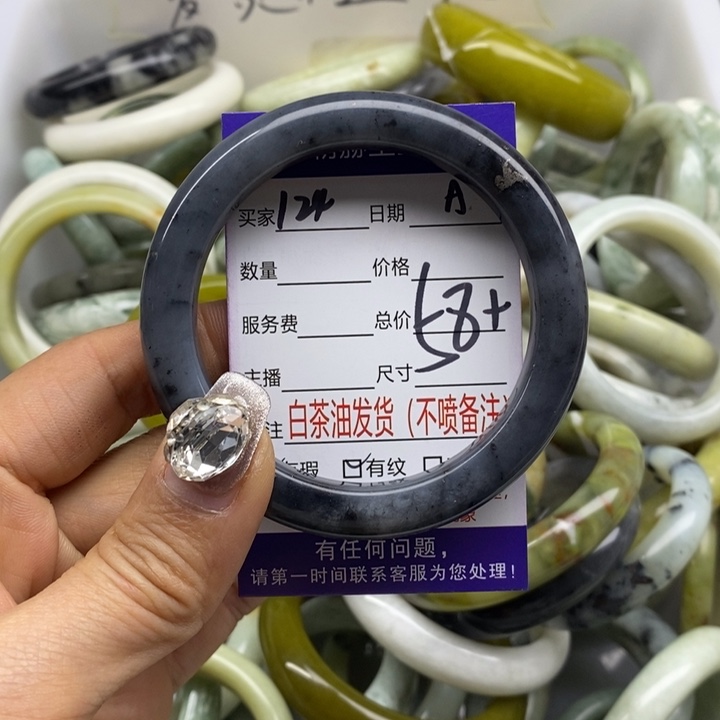 买家 124 日期 A
数量 价格
服务费 总价 58+
主播 尺寸
注 白茶油发货（不喷备注）
瑕 ☑有纹 □
有任何问题，
请第一时间联系客服为您处理！